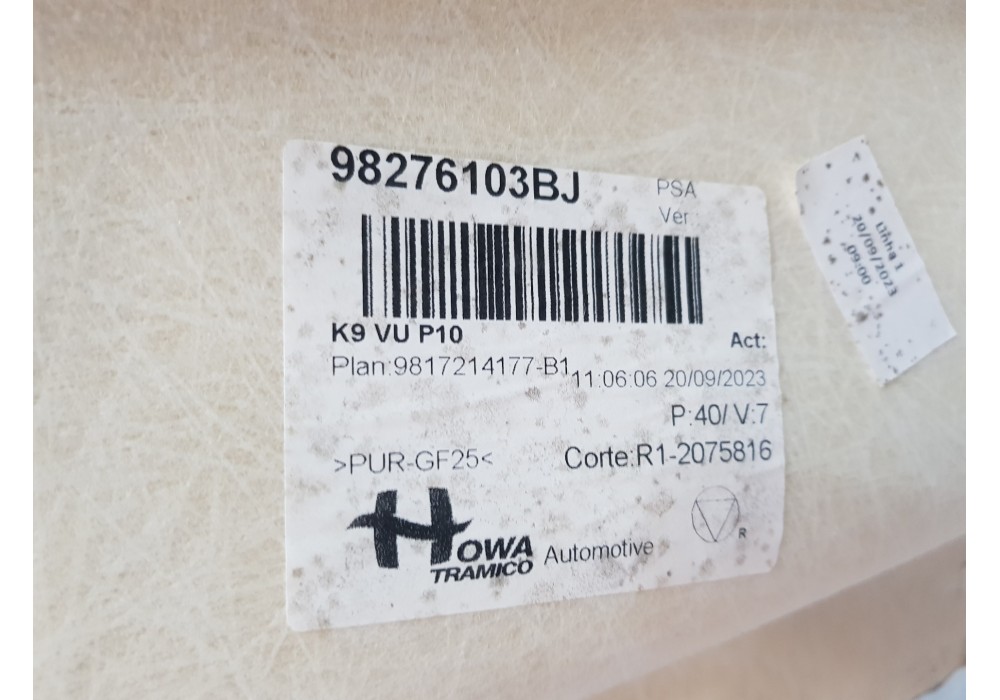 98276103BJ
PSA
Ver
K9 VU P10
Act:
Plan:9817214177-B1
11:06:06 20/09/2023
P:40/ V:7
>PUR-GF25<
Corte:R1-2075816
HOWA
TRAMICO
Automotive
R
Linha 1
20/09/2023
09:00